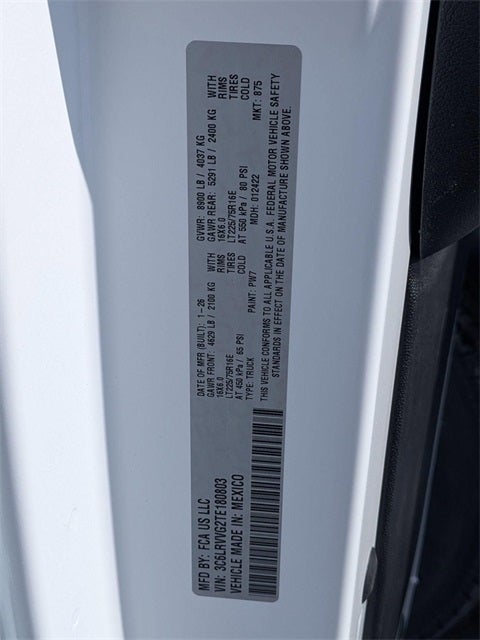 MFD BY: FCA US LLC
VIN: 3C6LRVVG2TE180803
VEHICLE MADE IN: MEXICO
DATE OF MFR (BUILT): 1-26 GVWR: 8900 LB / 4037 KG
GAWR FRONT: 4629 LB / 2100 KG WITH GAWR REAR: 5291 LB / 2400 KG WITH
16X6.0 RIMS 16X6.0 RIMS
LT225/75R16E TIRES LT225/75R16E TIRES
AT 450 kPa / 65 PSI COLD AT 550 kPa / 80 PSI COLD
TYPE: TRUCK PAINT: PW7 MDH: 012422 MKT: 875
THIS VEHICLE CONFORMS TO ALL APPLICABLE U.S.A. FEDERAL MOTOR VEHICLE SAFETY
STANDARDS IN EFFECT ON THE DATE OF MANUFACTURE SHOWN ABOVE.